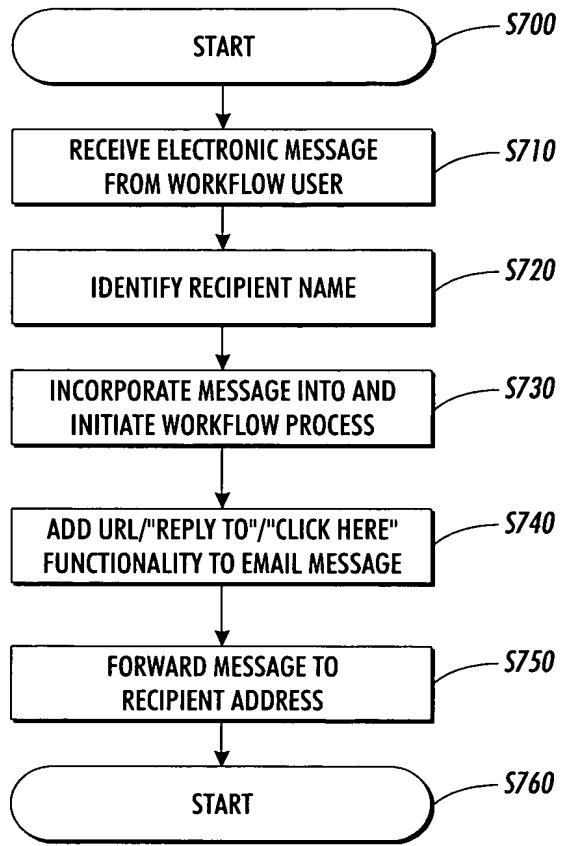 START
S700
RECEIVE ELECTRONIC MESSAGE
FROM WORKFLOW USER
S710
IDENTIFY RECIPIENT NAME
S720
INCORPORATE MESSAGE INTO AND
INITIATE WORKFLOW PROCESS
S730
ADD URL/"REPLY TO"/"CLICK HERE"
FUNCTIONALITY TO EMAIL MESSAGE
S740
FORWARD MESSAGE TO
RECIPIENT ADDRESS
S750
START
S760